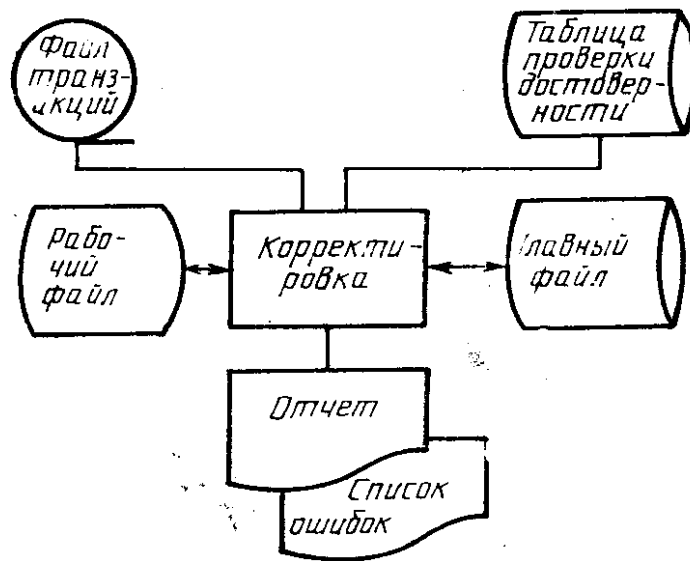 Файл
транз-
акций
Таблица
проверки
достовер-
ности
Рабо-
чий
файл
Корректи-
ровка
Главный
файл
Отчет
Список
ошибок